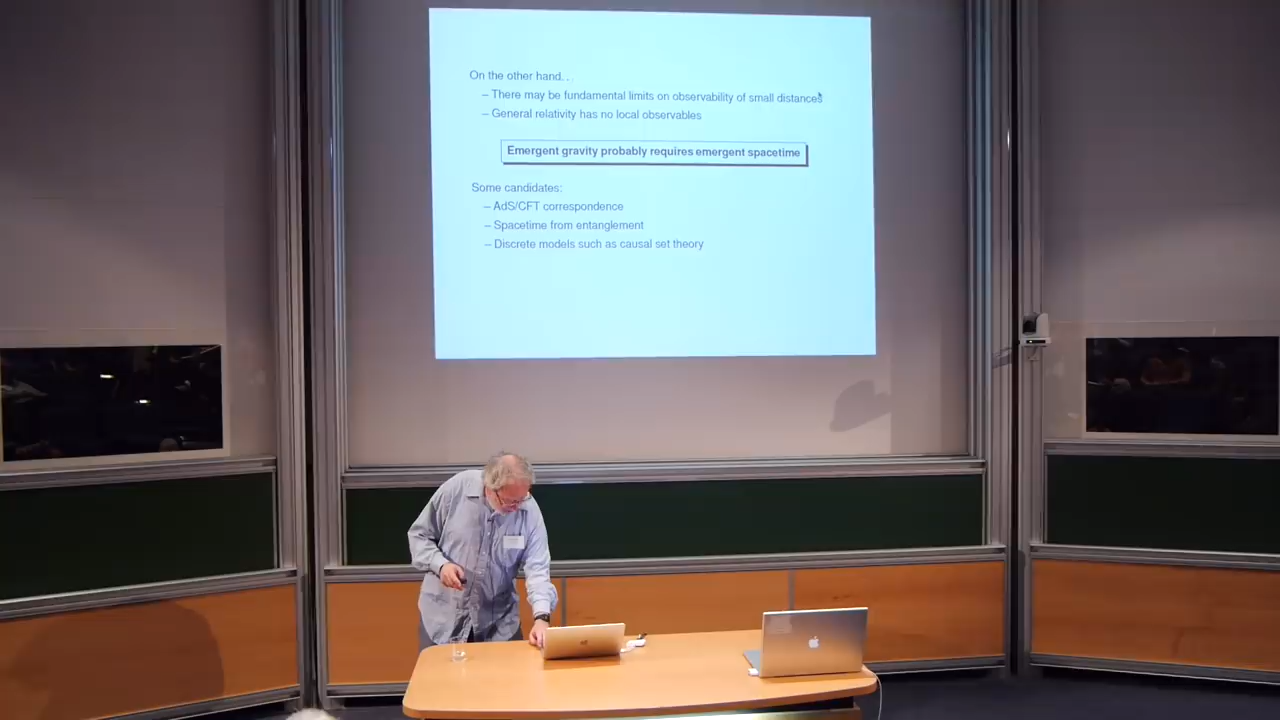 On the other hand. . .
– There may be fundamental limits on observability of small distances
– General relativity has no local observables
Emergent gravity probably requires emergent spacetime
Some candidates:
– AdS/CFT correspondence
– Spacetime from entanglement
– Discrete models such as causal set theory